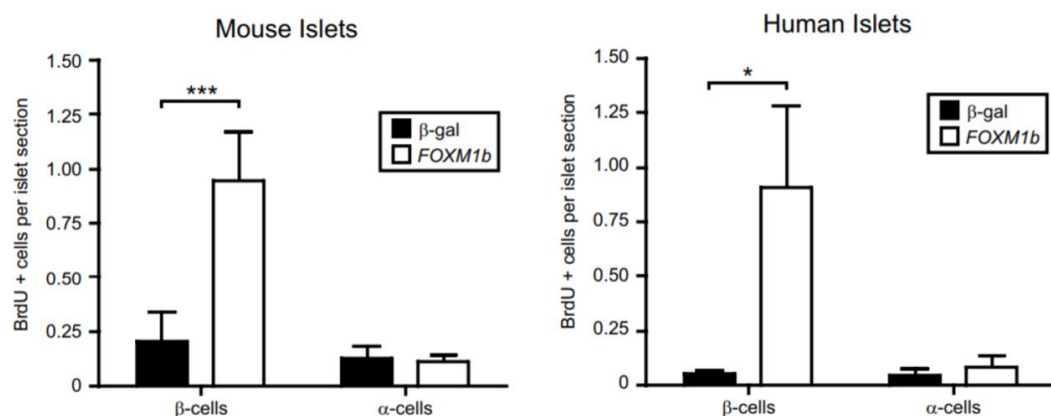 Mouse Islets
BrdU + cells per islet section
1.50
1.25
1.00
0.75
0.50
0.25
0
***
β-gal
FOXM1b
β-cells
α-cells
Human Islets
BrdU + cells per islet section
1.50
1.25
1.00
0.75
0.50
0.25
0
*
β-gal
FOXM1b
β-cells
α-cells